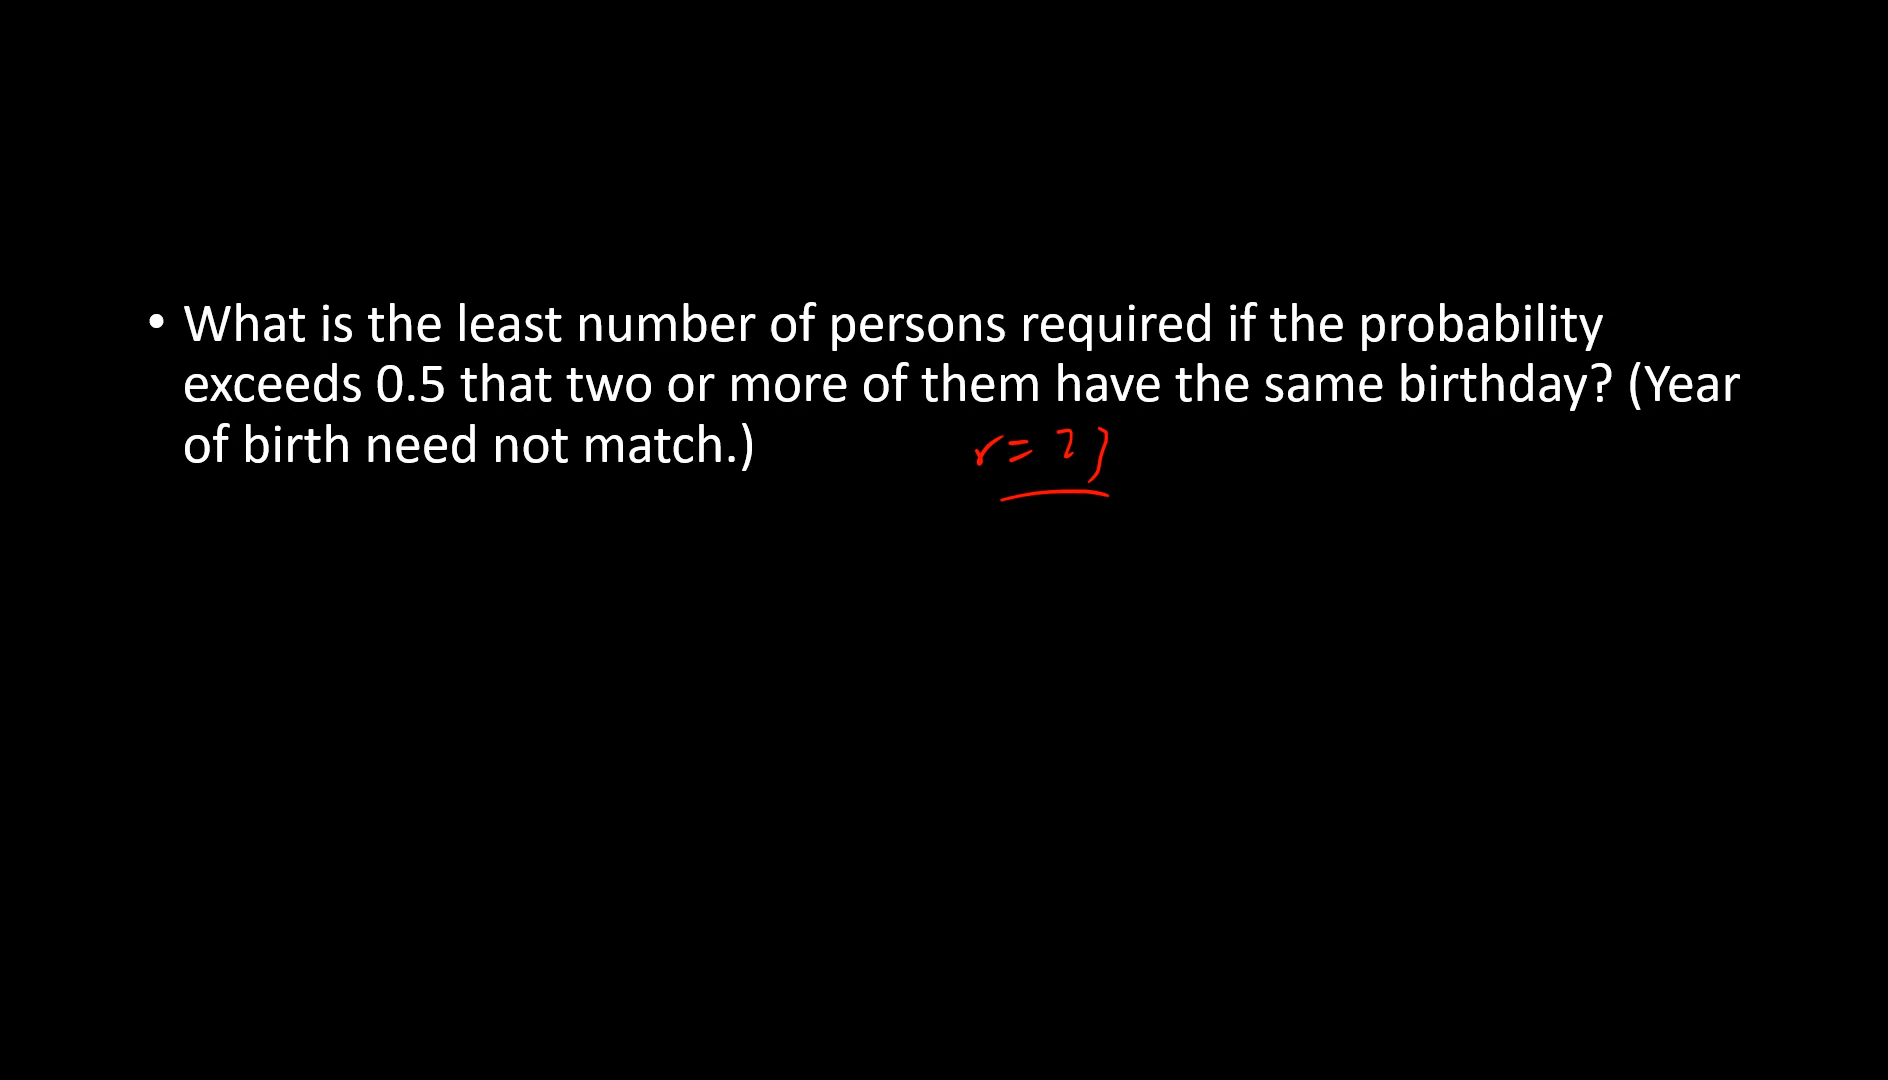 • What is the least number of persons required if the probability
exceeds 0.5 that two or more of them have the same birthday? (Year
of birth need not match.)
r = 23